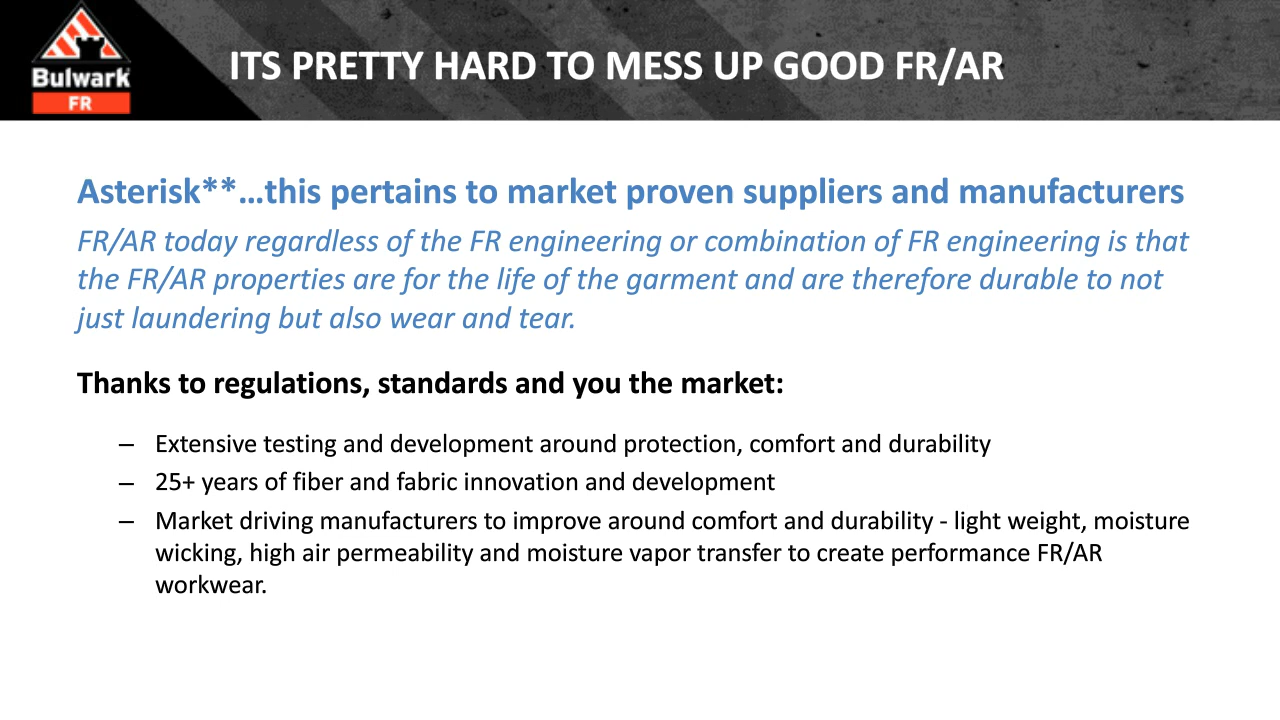 Bulwark
FR
ITS PRETTY HARD TO MESS UP GOOD FR/AR
Asterisk**…this pertains to market proven suppliers and manufacturers
FR/AR today regardless of the FR engineering or combination of FR engineering is that
the FR/AR properties are for the life of the garment and are therefore durable to not
just laundering but also wear and tear.
Thanks to regulations, standards and you the market:
– Extensive testing and development around protection, comfort and durability
– 25+ years of fiber and fabric innovation and development
– Market driving manufacturers to improve around comfort and durability - light weight, moisture
wicking, high air permeability and moisture vapor transfer to create performance FR/AR
workwear.